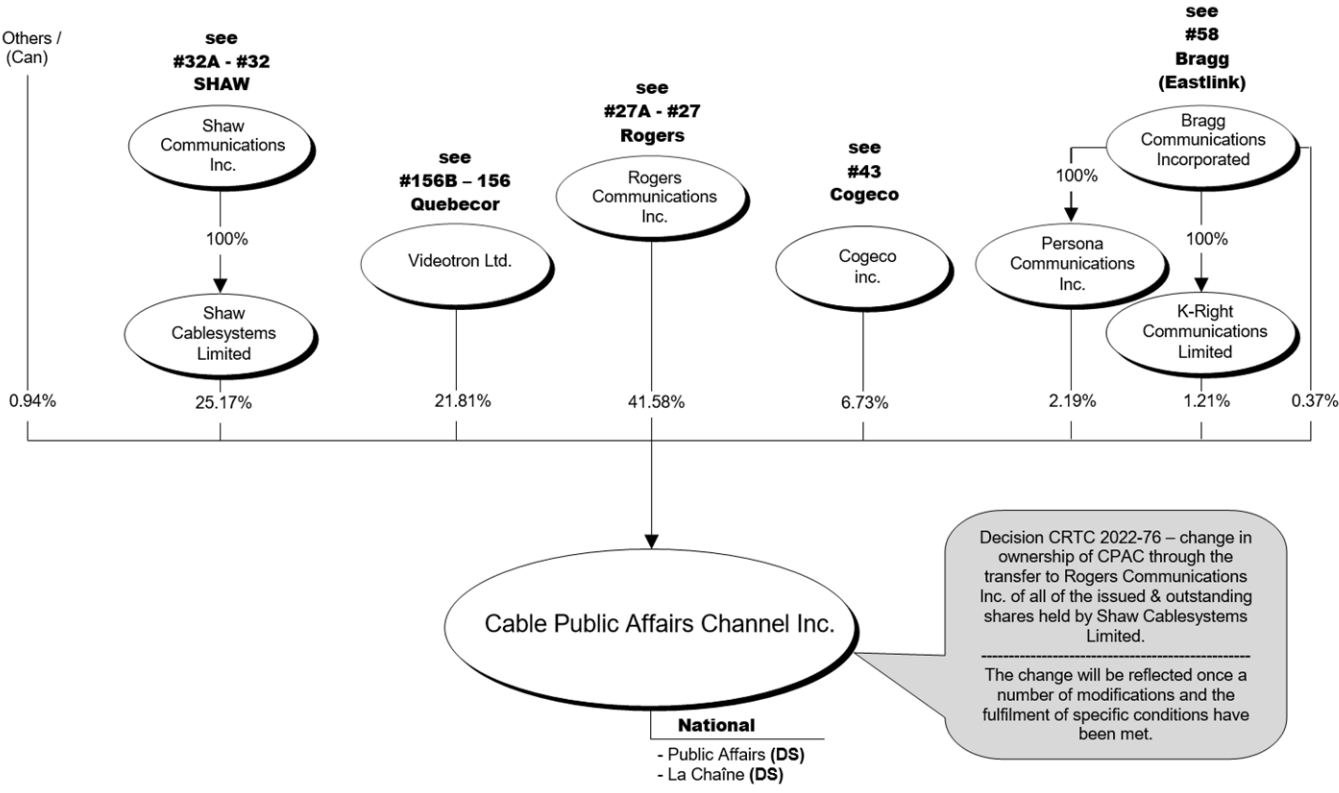 Others /
(Can)
see
#32A - #32
SHAW
Shaw
Communications
Inc.
100%
Shaw
Cablesystems
Limited
see
#156B – 156
Quebecor
Videotron Ltd.
see
#27A - #27
Rogers
Rogers
Communications
Inc.
see
#43
Cogeco
Cogeco
inc.
see
#58
Bragg
(Eastlink)
Bragg
Communications
Incorporated
100%
Persona
Communications
Inc.
100%
K-Right
Communications
Limited
0.94%
25.17%
21.81%
41.58%
6.73%
2.19%
1.21%
0.37%
Cable Public Affairs Channel Inc.
Decision CRTC 2022-76 – change in
ownership of CPAC through the
transfer to Rogers Communications
Inc. of all of the issued & outstanding
shares held by Shaw Cablesystems
Limited.
-------------------------------------------------
The change will be reflected once a
number of modifications and the
fulfilment of specific conditions have
been met.
National
- Public Affairs (DS)
- La Chaîne (DS)